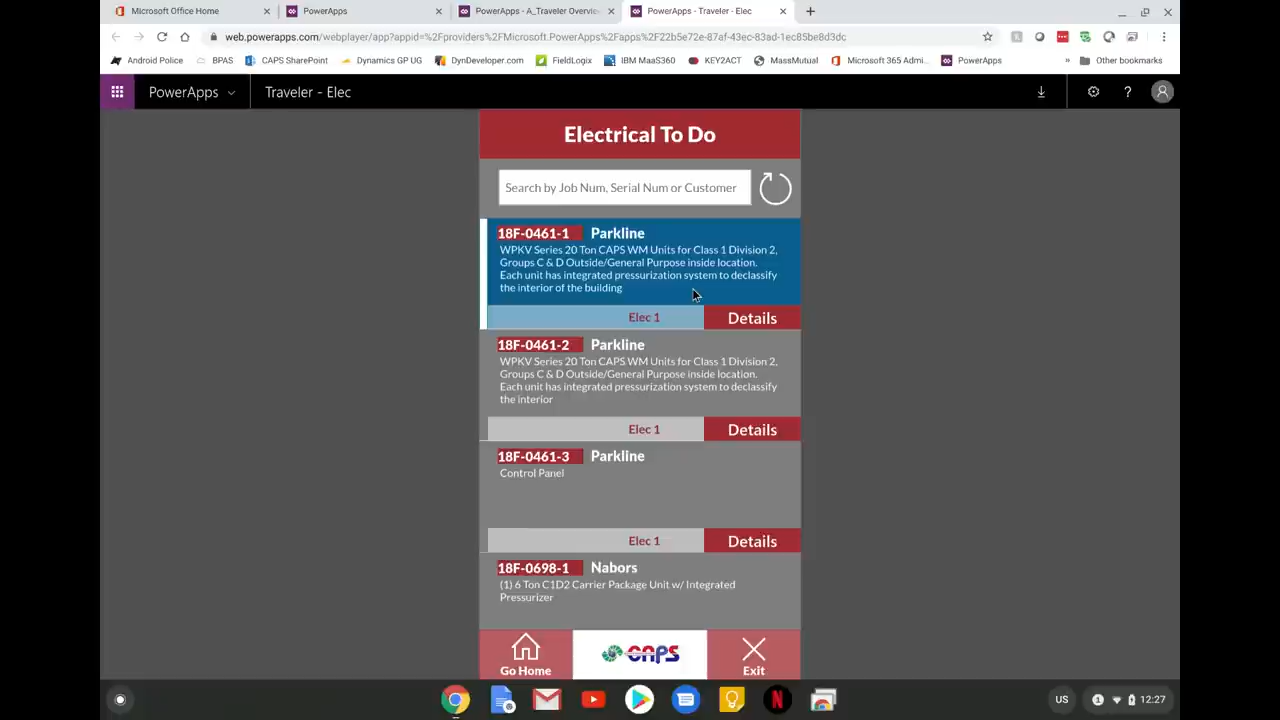 Microsoft Office Home
PowerApps
PowerApps - A_Traveler Overview
PowerApps - Traveler - Elec
web.powerapps.com/webplayer/app?appid=%2Fproviders%2FMicrosoft.PowerApps%2Fapps%2F22b5e72e-87af-43ec-83ad-1ec85be8d3dc
Android Police
BPAS
CAPS SharePoint
Dynamics GP UG
DynDeveloper.com
FieldLogix
IBM MaaS360
KEY2ACT
MassMutual
Microsoft 365 Admi...
PowerApps
»
Other bookmarks
PowerApps
Traveler - Elec
?
Electrical To Do
Search by Job Num, Serial Num or Customer
18F-0461-1 Parkline
WPKV Series 20 Ton CAPS WM Units for Class 1 Division 2,
Groups C & D Outside/General Purpose inside location.
Each unit has integrated pressurization system to declassify
the interior of the building
Elec 1
Details
18F-0461-2 Parkline
WPKV Series 20 Ton CAPS WM Units for Class 1 Division 2,
Groups C & D Outside/General Purpose inside location.
Each unit has integrated pressurization system to declassify
the interior
Elec 1
Details
18F-0461-3 Parkline
Control Panel
Elec 1
Details
18F-0698-1 Nabors
(1) 6 Ton C1D2 Carrier Package Unit w/ Integrated
Pressurizer
Go Home
CAPS
Exit
N
US
1
12:27